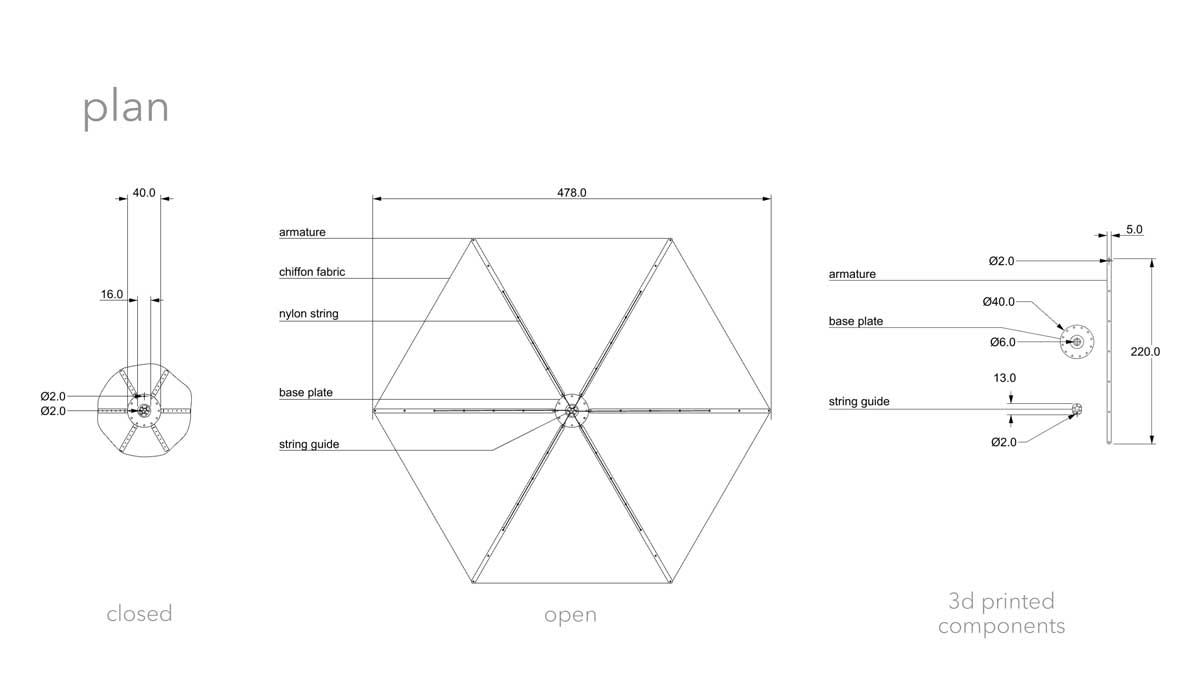 plan
40.0
16.0
Ø2.0
Ø2.0
closed
478.0
armature
chiffon fabric
nylon string
base plate
string guide
open
5.0
Ø2.0
armature
Ø40.0
base plate
Ø6.0
220.0
13.0
string guide
Ø2.0
3d printed
components